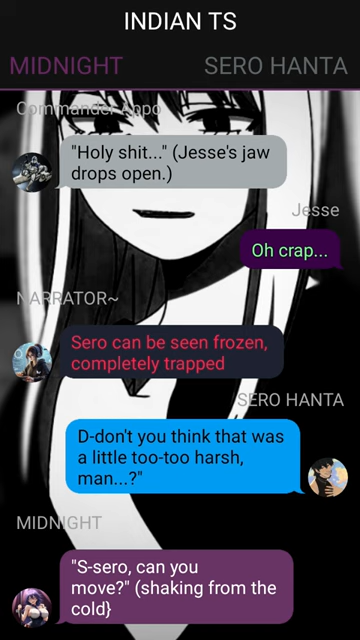 INDIAN TS
MIDNIGHT SERO HANTA
Commander Appo
"Holy shit..." (Jesse's jaw
drops open.)
Jesse
Oh crap...
NARRATOR~
Sero can be seen frozen,
completely trapped
SERO HANTA
D-don't you think that was
a little too-too harsh,
man...?"
MIDNIGHT
"S-sero, can you
move?" (shaking from the
cold}